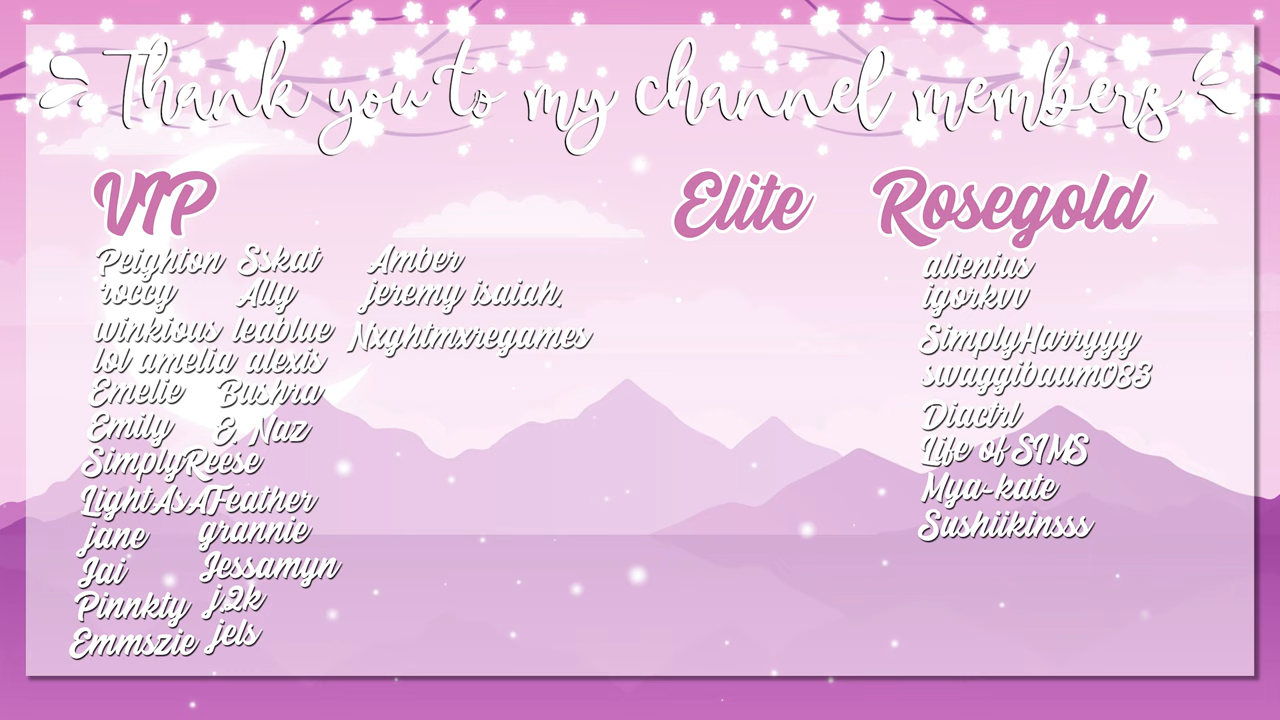 Thank you to my channel members
VIP
Peighton Sskat Amber
roccy Ally jeremy isaiah.
winkious leablue Nxghtmxregames
lol amelia alexis
Emelie Bushra
Emily E. Naz
SimplyReese
LightAsAFeather
jane grannie
Jai Jessamyn
Pinnkty j.2k
Emmszie jels
Elite
Rosegold
alienius
igorkvv
SimplyHarryyy
swaggibaum083
Diactrl
Life of SIMS
Mya-kate
Sushiikinsss